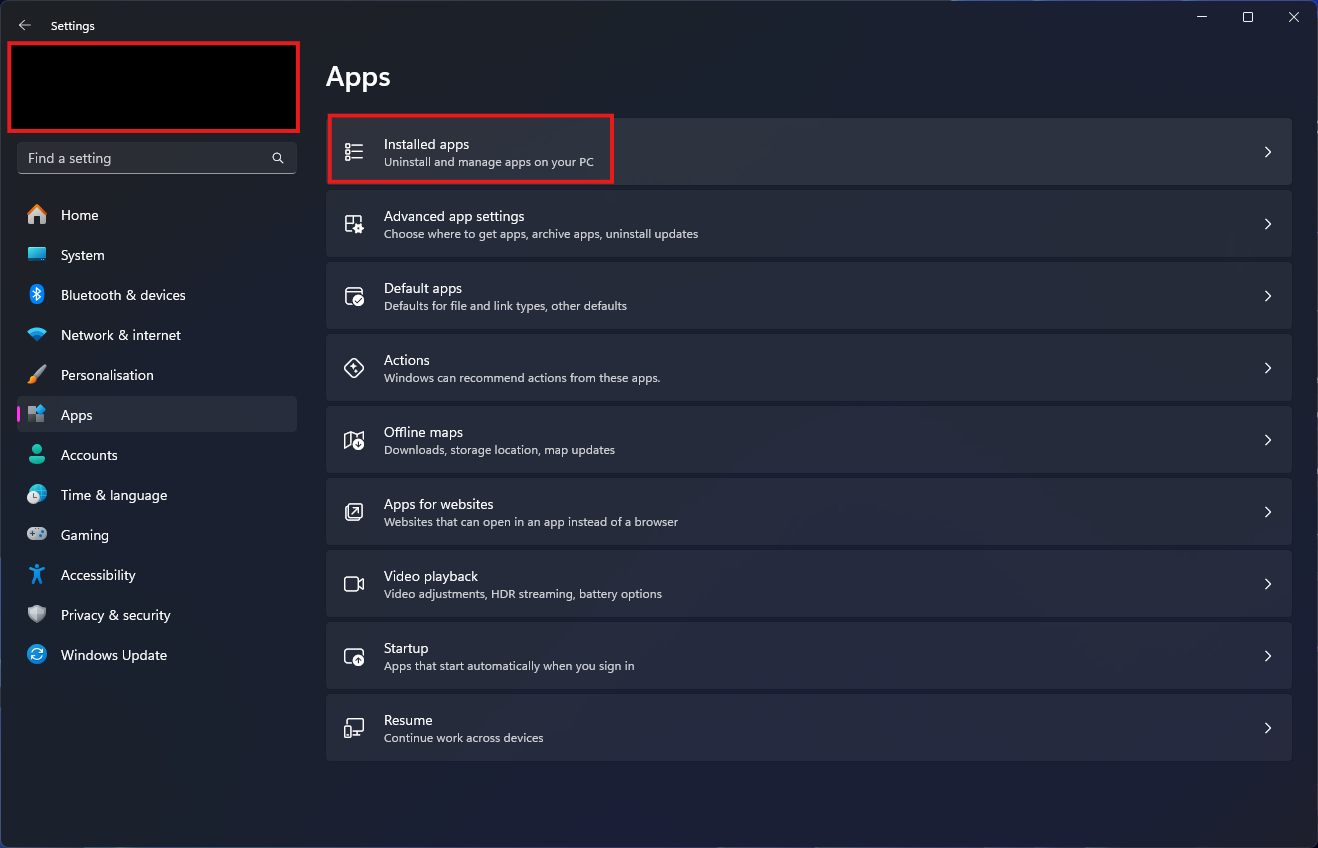 Settings
Apps
Find a setting
Home
System
Bluetooth & devices
Network & internet
Personalisation
Apps
Accounts
Time & language
Gaming
Accessibility
Privacy & security
Windows Update
Installed apps
Uninstall and manage apps on your PC
Advanced app settings
Choose where to get apps, archive apps, uninstall updates
Default apps
Defaults for file and link types, other defaults
Actions
Windows can recommend actions from these apps.
Offline maps
Downloads, storage location, map updates
Apps for websites
Websites that can open in an app instead of a browser
Video playback
Video adjustments, HDR streaming, battery options
Startup
Apps that start automatically when you sign in
Resume
Continue work across devices